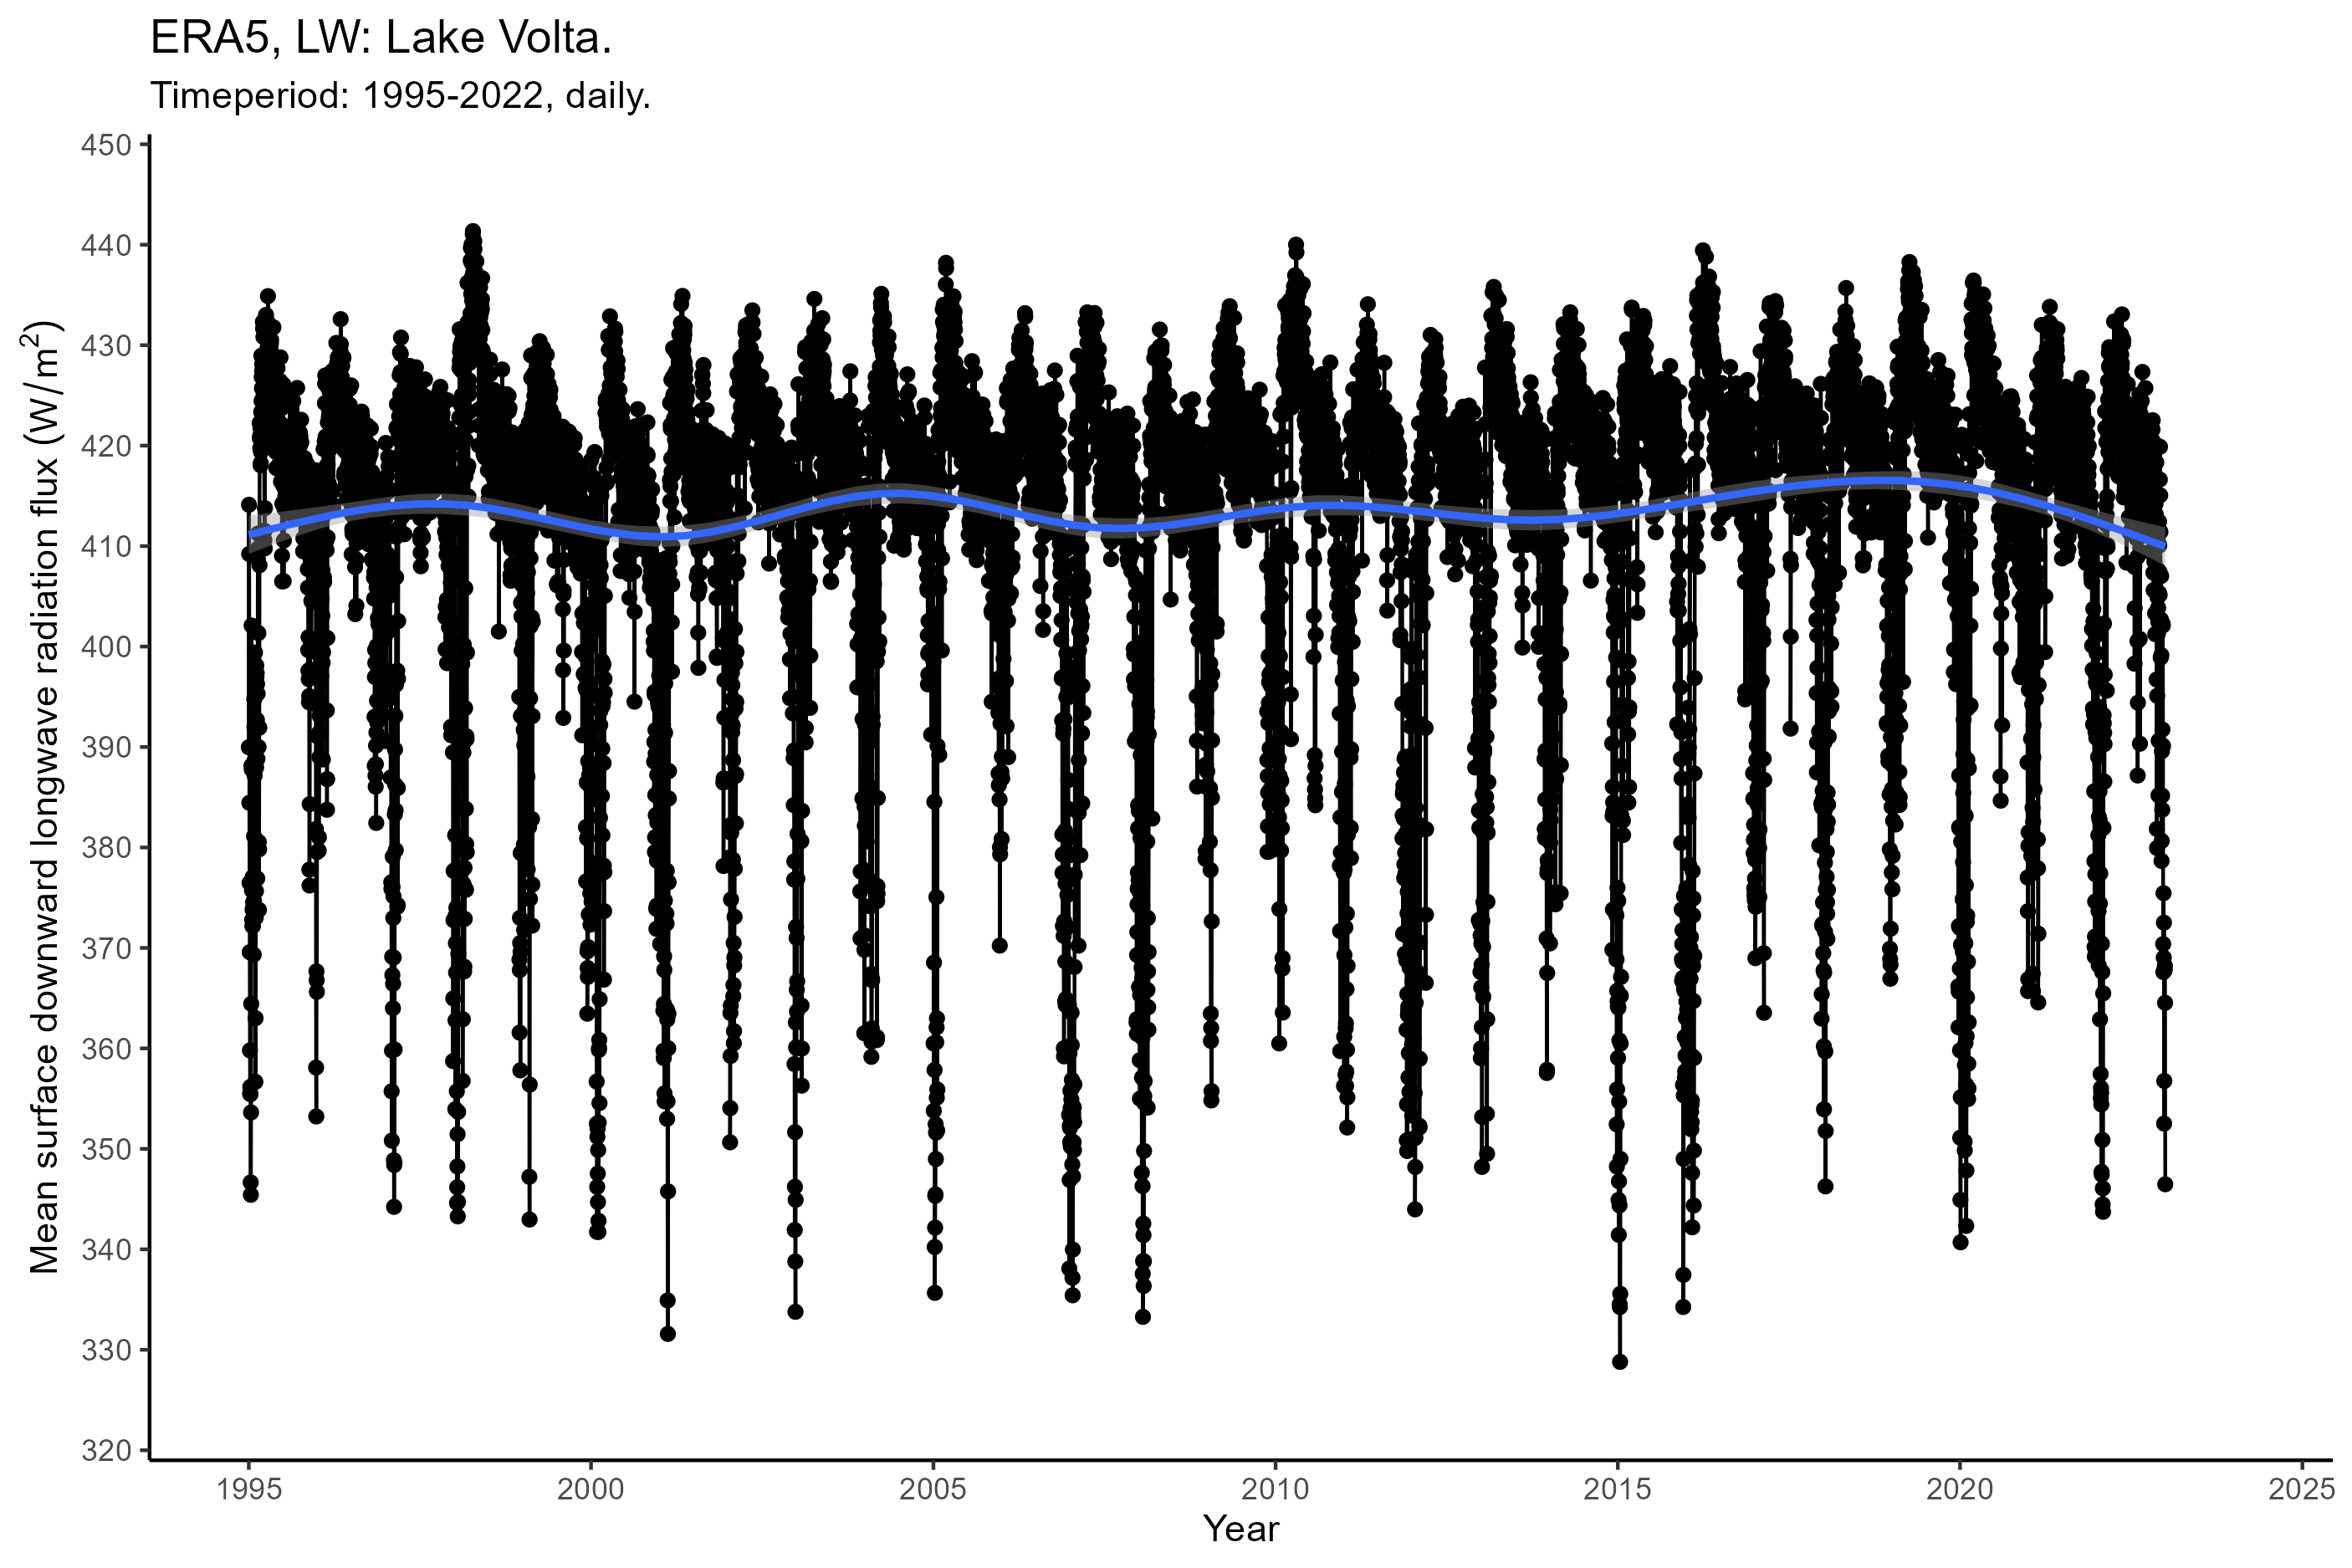 ERA5, LW: Lake Volta.
Timeperiod: 1995-2022, daily.
Mean surface downward longwave radiation flux (W/m²)
450
440
430
420
410
400
390
380
370
360
350
340
330
320
1995 2000 2005 2010 2015 2020 2025
Year